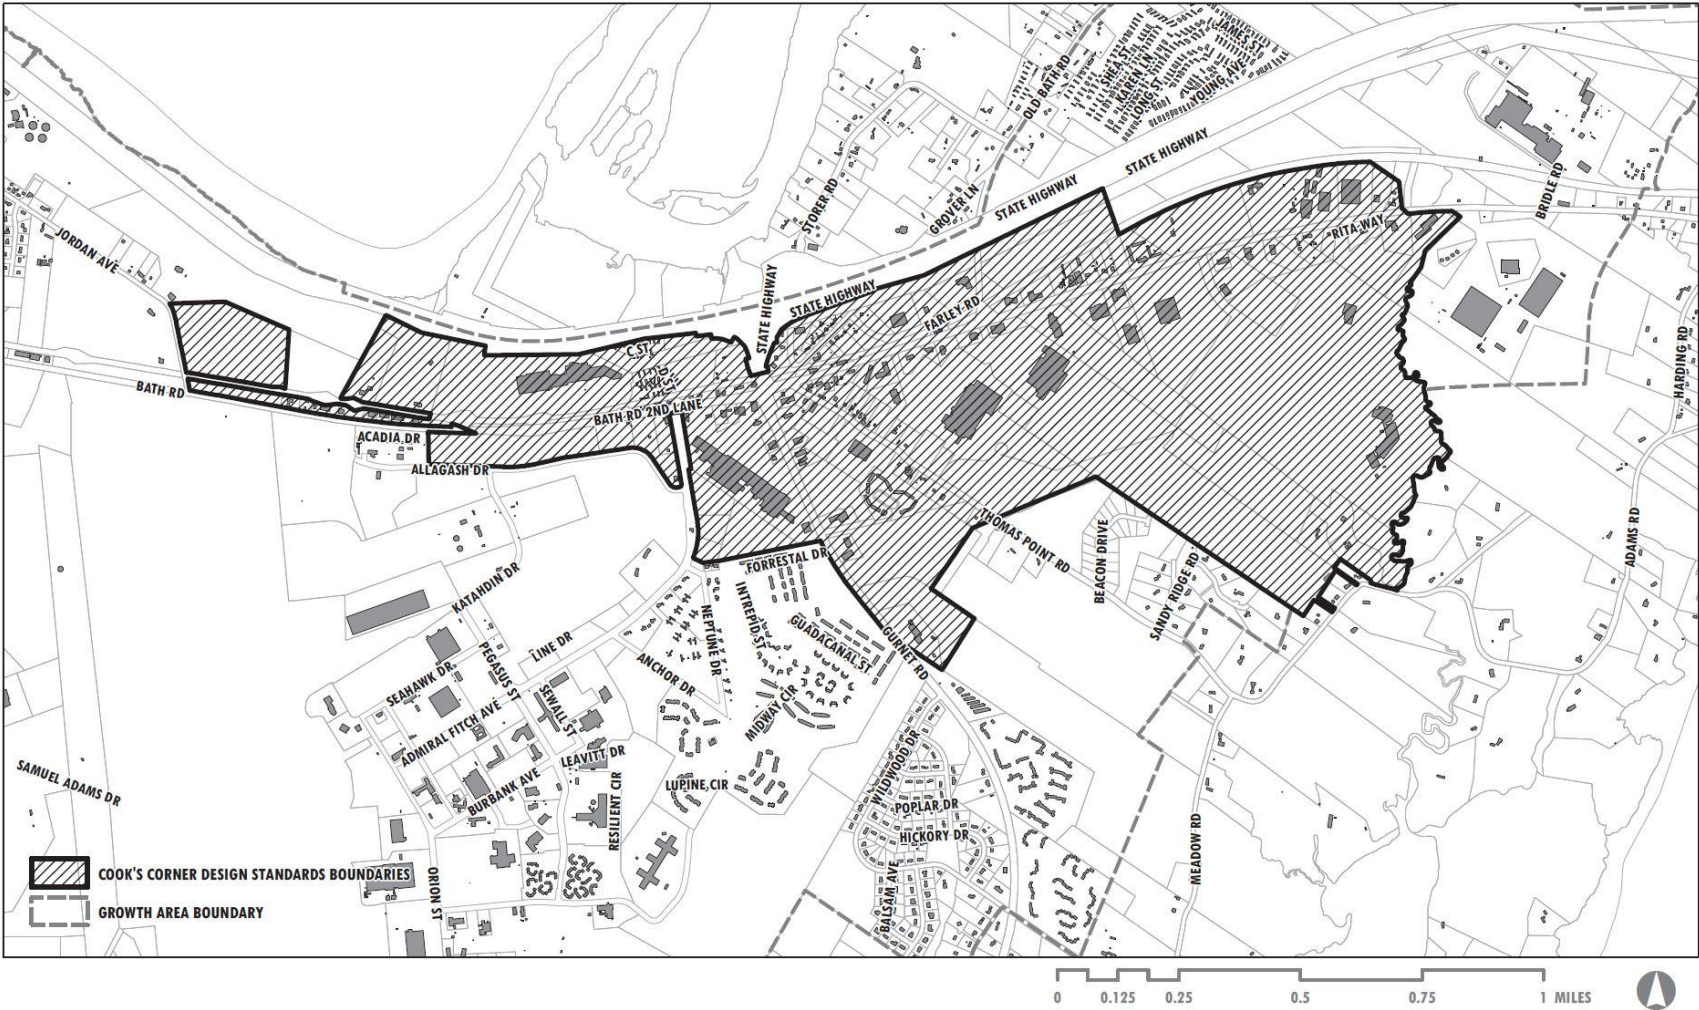 JAMES ST
SHEA ST
KAREN LN
LONG ST
YOUNG AVE
OLD BATH RD
STATE HIGHWAY
STATE HIGHWAY
BRIDLE RD
STORER RD
GROVER LN
RITA WAY
JORDAN AVE
STATE HIGHWAY
STATE HIGHWAY
FARLEY RD
HARDING RD
C ST
D ST
BATH RD
BATH RD 2ND LANE
ACADIA DR
ALLAGASH DR
THOMAS POINT RD
BEACON DRIVE
SANDY RIDGE RD
ADAMS RD
FORRESTAL DR
KATAHDIN DR
NEPTUNE DR
INTREPID ST
GUADACANAL ST
GURNET RD
LINE DR
PEGASUS ST
ANCHOR DR
SEAHAWK DR
SEWALL ST
MIDWAY CIR
ADMIRAL FITCH AVE
LEAVITT DR
WILDWOOD DR
SAMUEL ADAMS DR
BURBANK AVE
LUPINE CIR
RESILIENT CIR
POPLAR DR
HICKORY DR
MEADOW RD
BALSAM AVE
ORION ST
COOK'S CORNER DESIGN STANDARDS BOUNDARIES
GROWTH AREA BOUNDARY
0 0.125 0.25 0.5 0.75 1 MILES